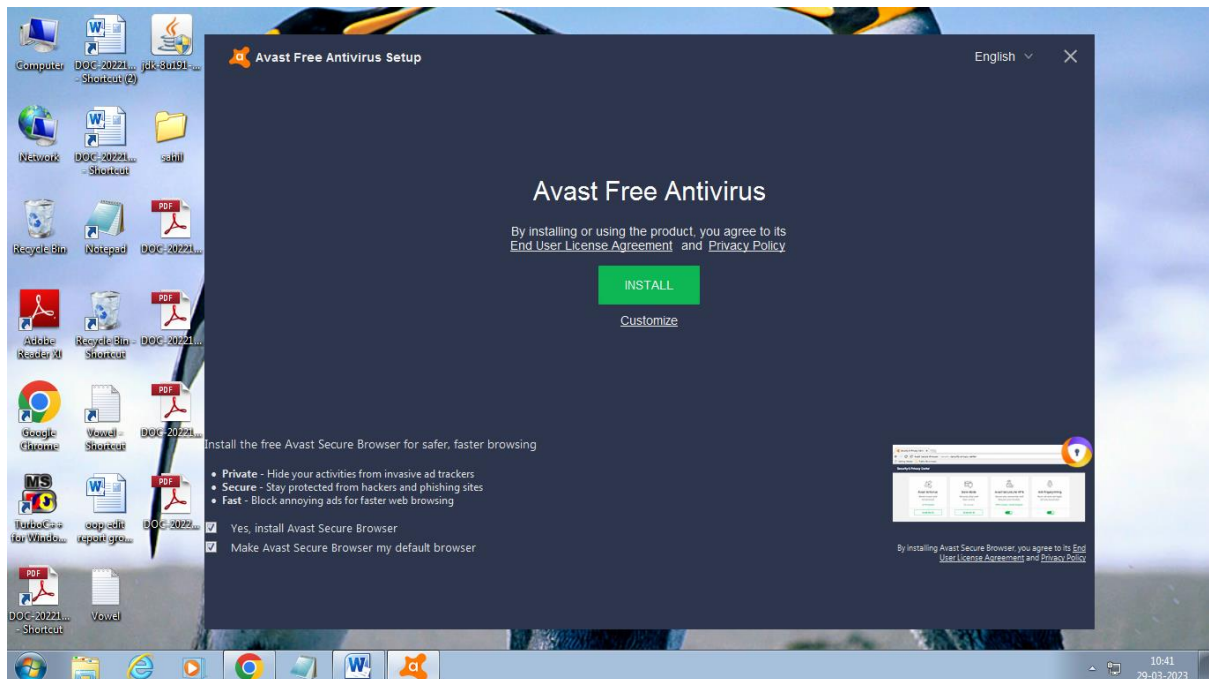 Computer
DOC-20221...
- Shortcut (2)
jdk-8u191-...
Network
DOC-20221...
- Shortcut
sahil
Recycle Bin
Notepad
PDF
DOC-20221...
Adobe
Reader XI
Recycle Bin -
Shortcut
PDF
DOC-20221...
Google
Chrome
Vowel -
Shortcut
PDF
DOC-20221...
TurboC++
for Windo...
oop edit
report gro...
PDF
DOC-2022...
PDF
DOC-20221...
- Shortcut
Vowel
Avast Free Antivirus Setup
English
Avast Free Antivirus
By installing or using the product, you agree to its
End User License Agreement and Privacy Policy
INSTALL
Customize
Install the free Avast Secure Browser for safer, faster browsing
• Private - Hide your activities from invasive ad trackers
• Secure - Stay protected from hackers and phishing sites
• Fast - Block annoying ads for faster web browsing
Yes, install Avast Secure Browser
Make Avast Secure Browser my default browser
By installing Avast Secure Browser, you agree to its End
User License Agreement and Privacy Policy
10:41
29-03-2023